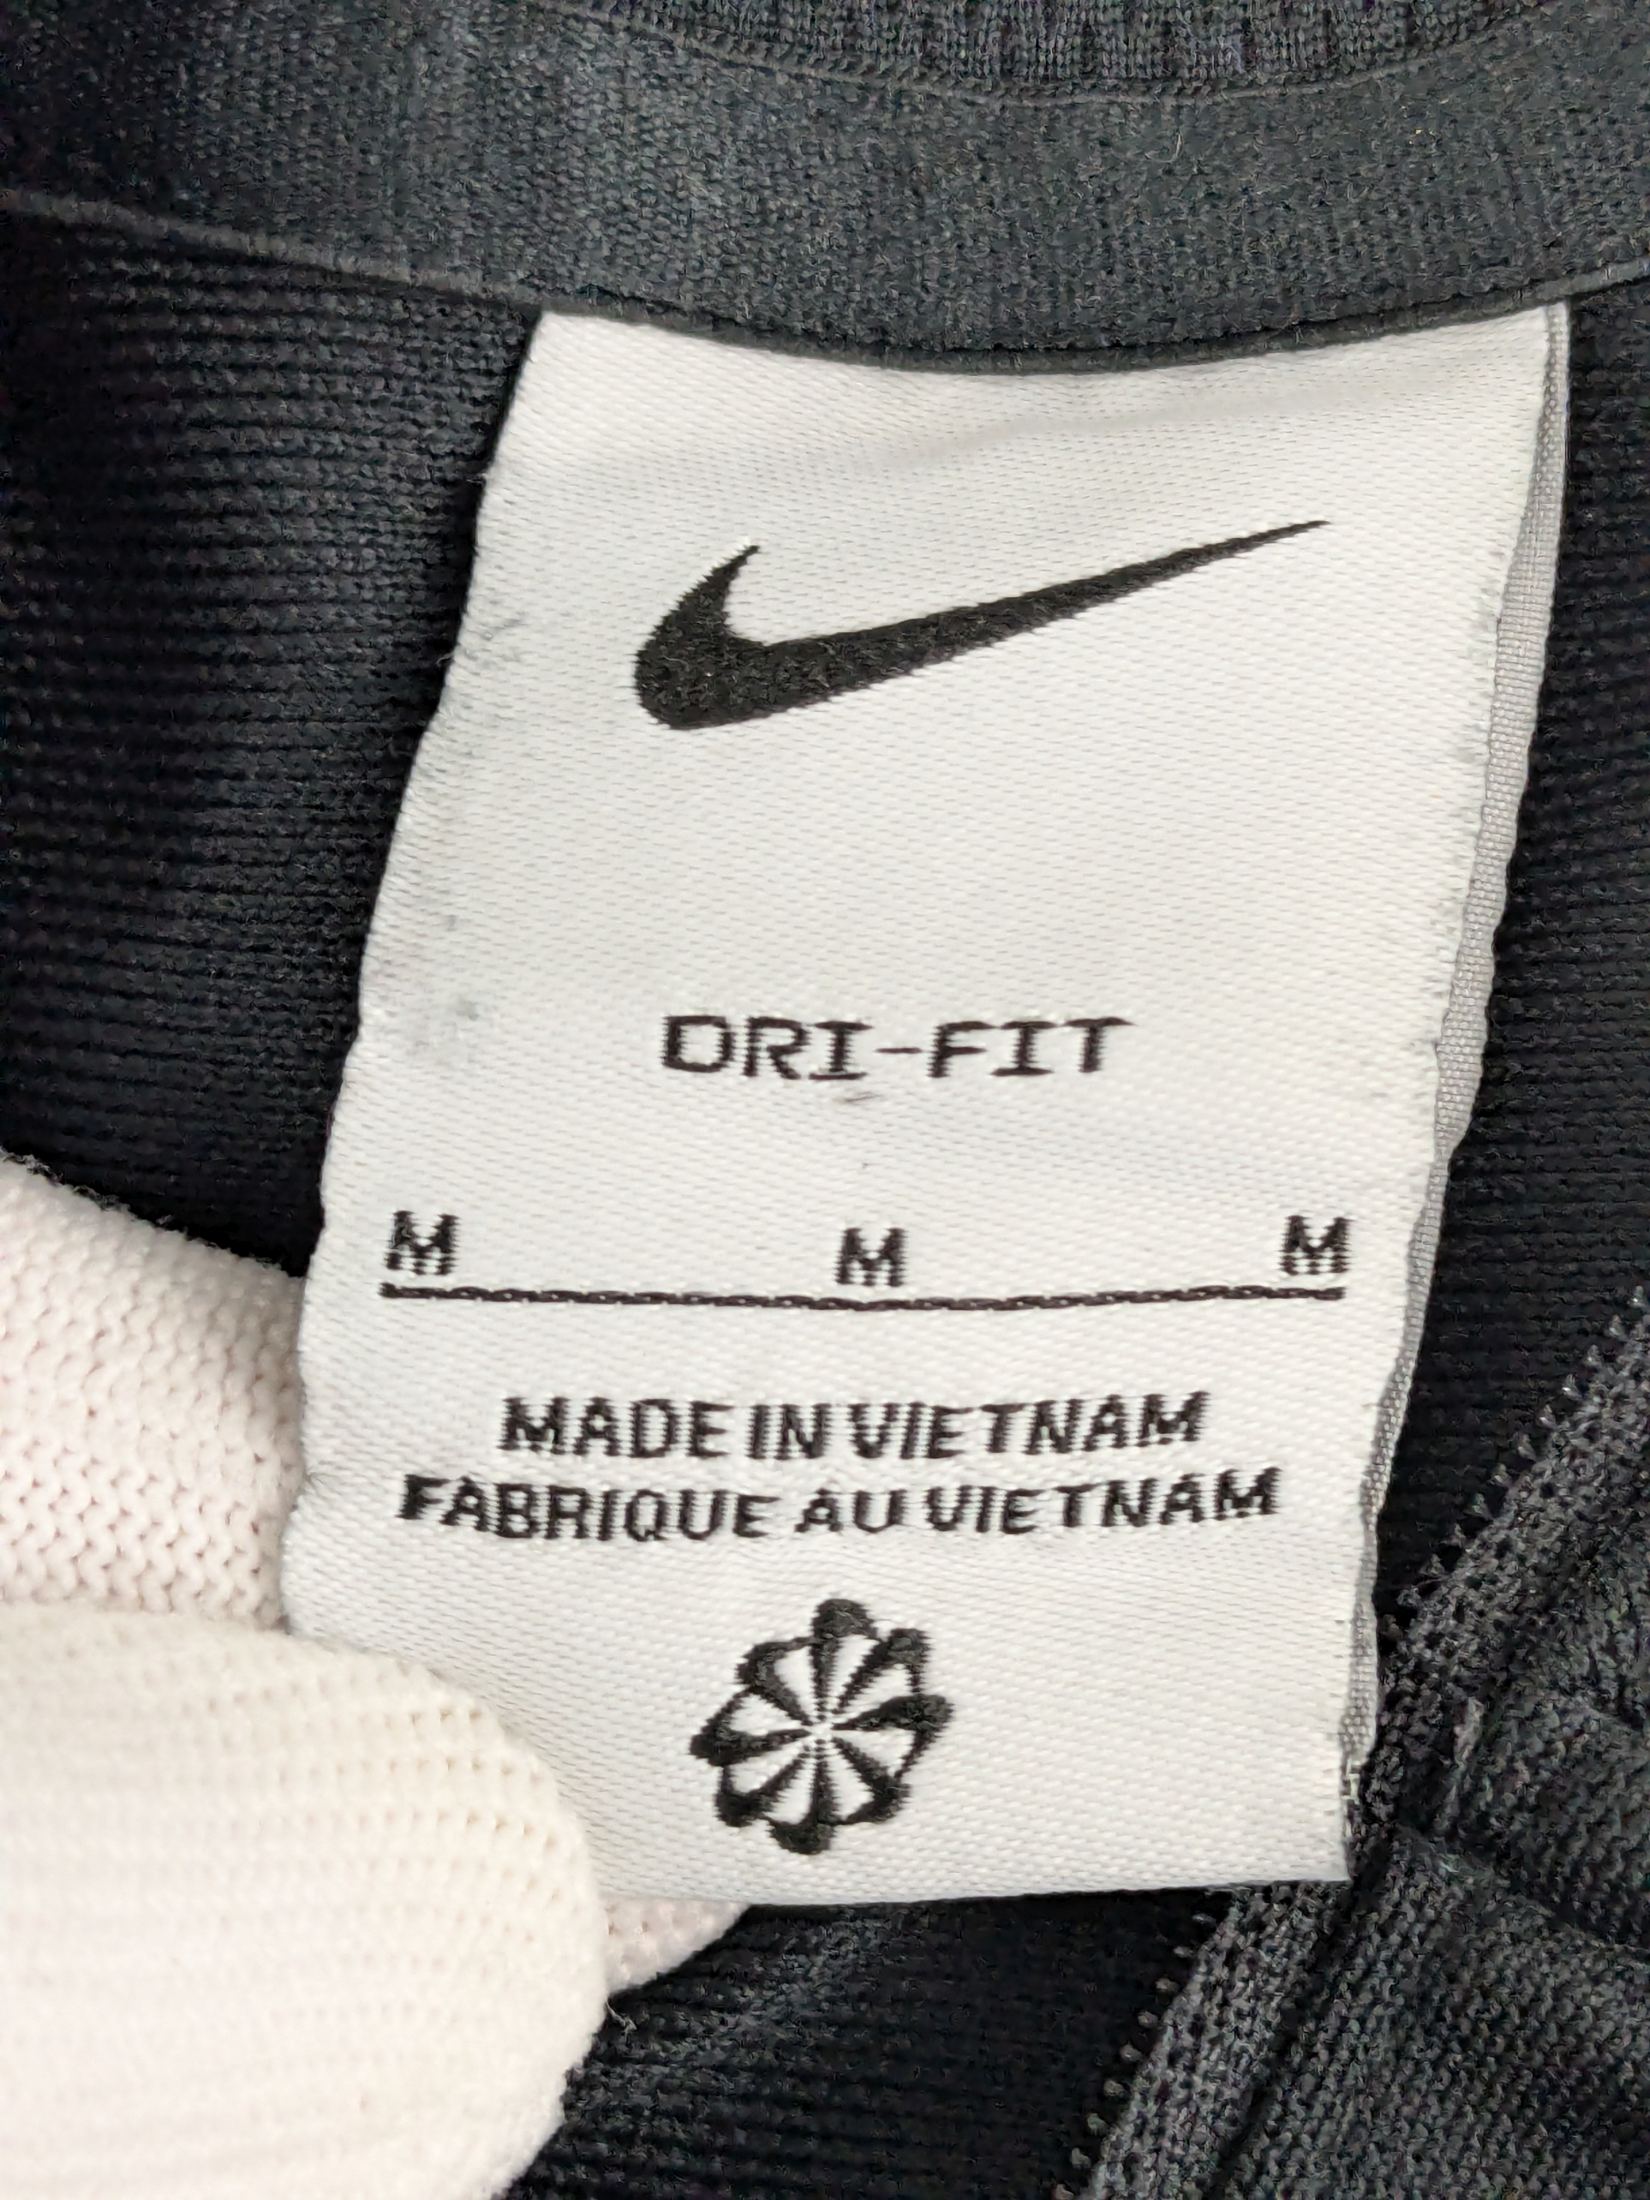 DRI-FIT
M M M
MADE IN VIETNAM
FABRIQUE AU VIETNAM